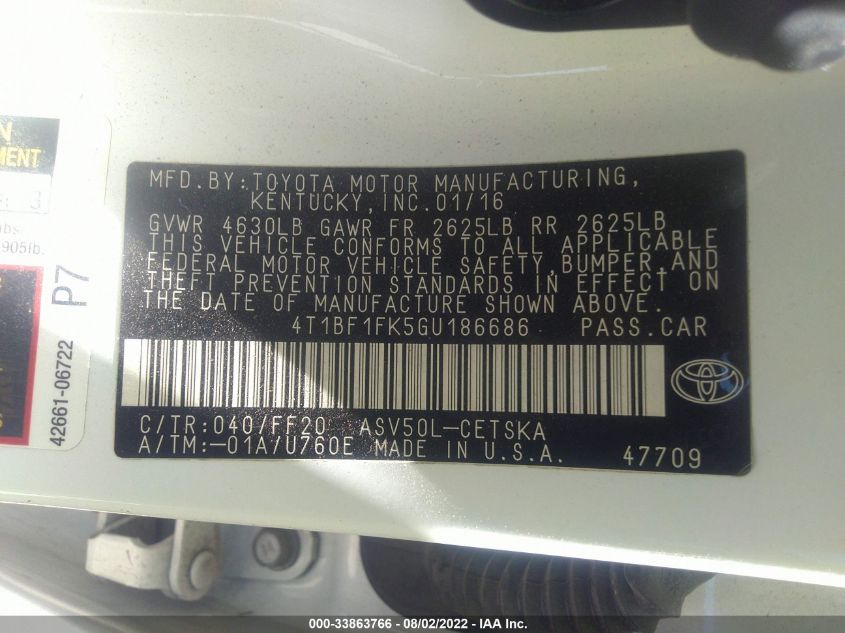 MFD. BY: TOYOTA MOTOR MANUFACTURING,
KENTUCKY, INC. 01/16
GVWR 4630LB GAWR FR 2625LB RR 2625LB
THIS VEHICLE CONFORMS TO ALL APPLICABLE
FEDERAL MOTOR VEHICLE SAFETY, BUMPER, AND
THEFT PREVENTION STANDARDS IN EFFECT ON
THE DATE OF MANUFACTURE SHOWN ABOVE.
4T1BF1FK5GU186686 PASS. CAR
C/TR: 040/FF20 ASV50L-CETSKA
A/TM:-01A/U760E MADE IN U.S.A. 47709
3
905lb.
P7
42661-06722
000-33863766 - 08/02/2022 - © IAA Inc.